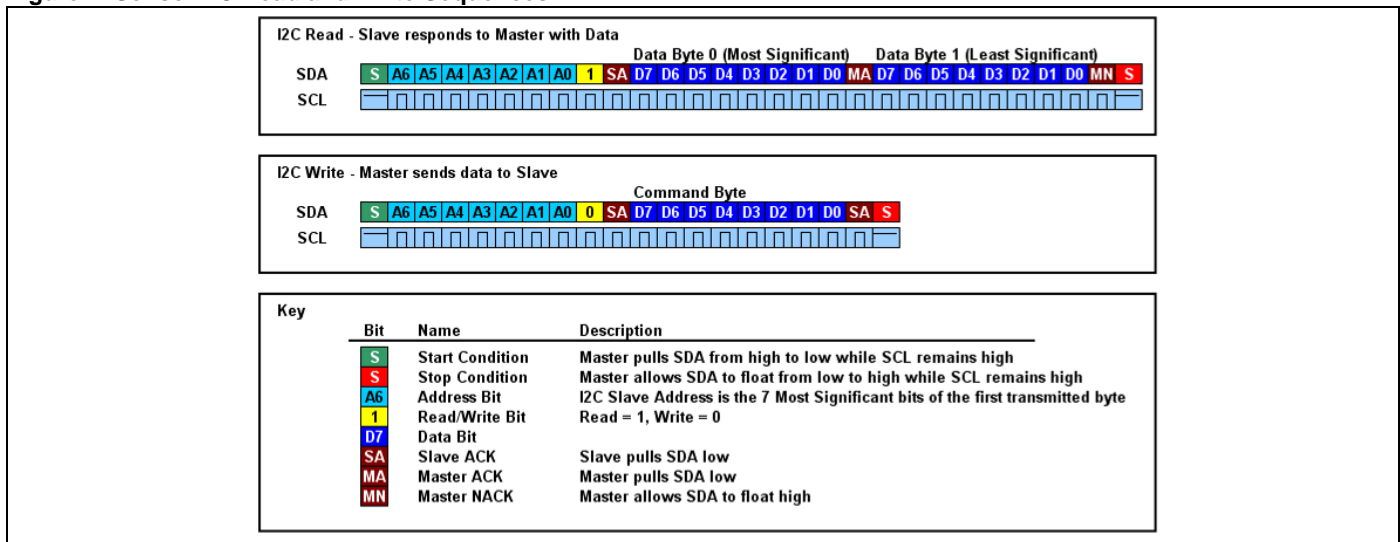 I2C Read - Slave responds to Master with Data
Data Byte 0 (Most Significant) Data Byte 1 (Least Significant)
SDA S A6 A5 A4 A3 A2 A1 A0 1 SA D7 D6 D5 D4 D3 D2 D1 D0 MA D7 D6 D5 D4 D3 D2 D1 D0 MN S
SCL
I2C Write - Master sends data to Slave
Command Byte
SDA S A6 A5 A4 A3 A2 A1 A0 0 SA D7 D6 D5 D4 D3 D2 D1 D0 SA S
SCL
Key
Bit Name Description
S Start Condition Master pulls SDA from high to low while SCL remains high
S Stop Condition Master allows SDA to float from low to high while SCL remains high
A6 Address Bit I2C Slave Address is the 7 Most Significant bits of the first transmitted byte
1 Read/Write Bit Read = 1, Write = 0
D7 Data Bit
SA Slave ACK Slave pulls SDA low
MA Master ACK Master pulls SDA low
MN Master NACK Master allows SDA to float high